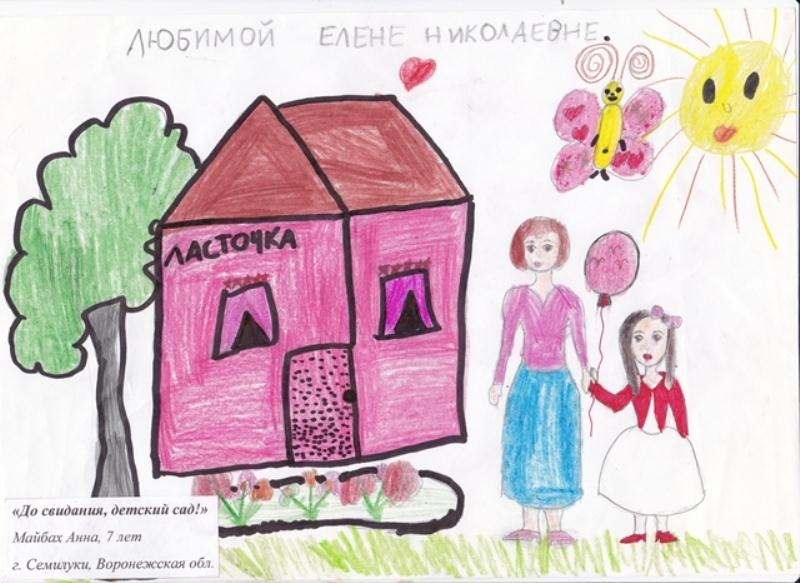 ЛЮБИМОЙ ЕЛЕНЕ НИКОЛАЕВНЕ.
ЛАСТОЧКА
«До свидания, детский сад!»
Майбах Анна, 7 лет
г. Семилуки, Воронежская обл.